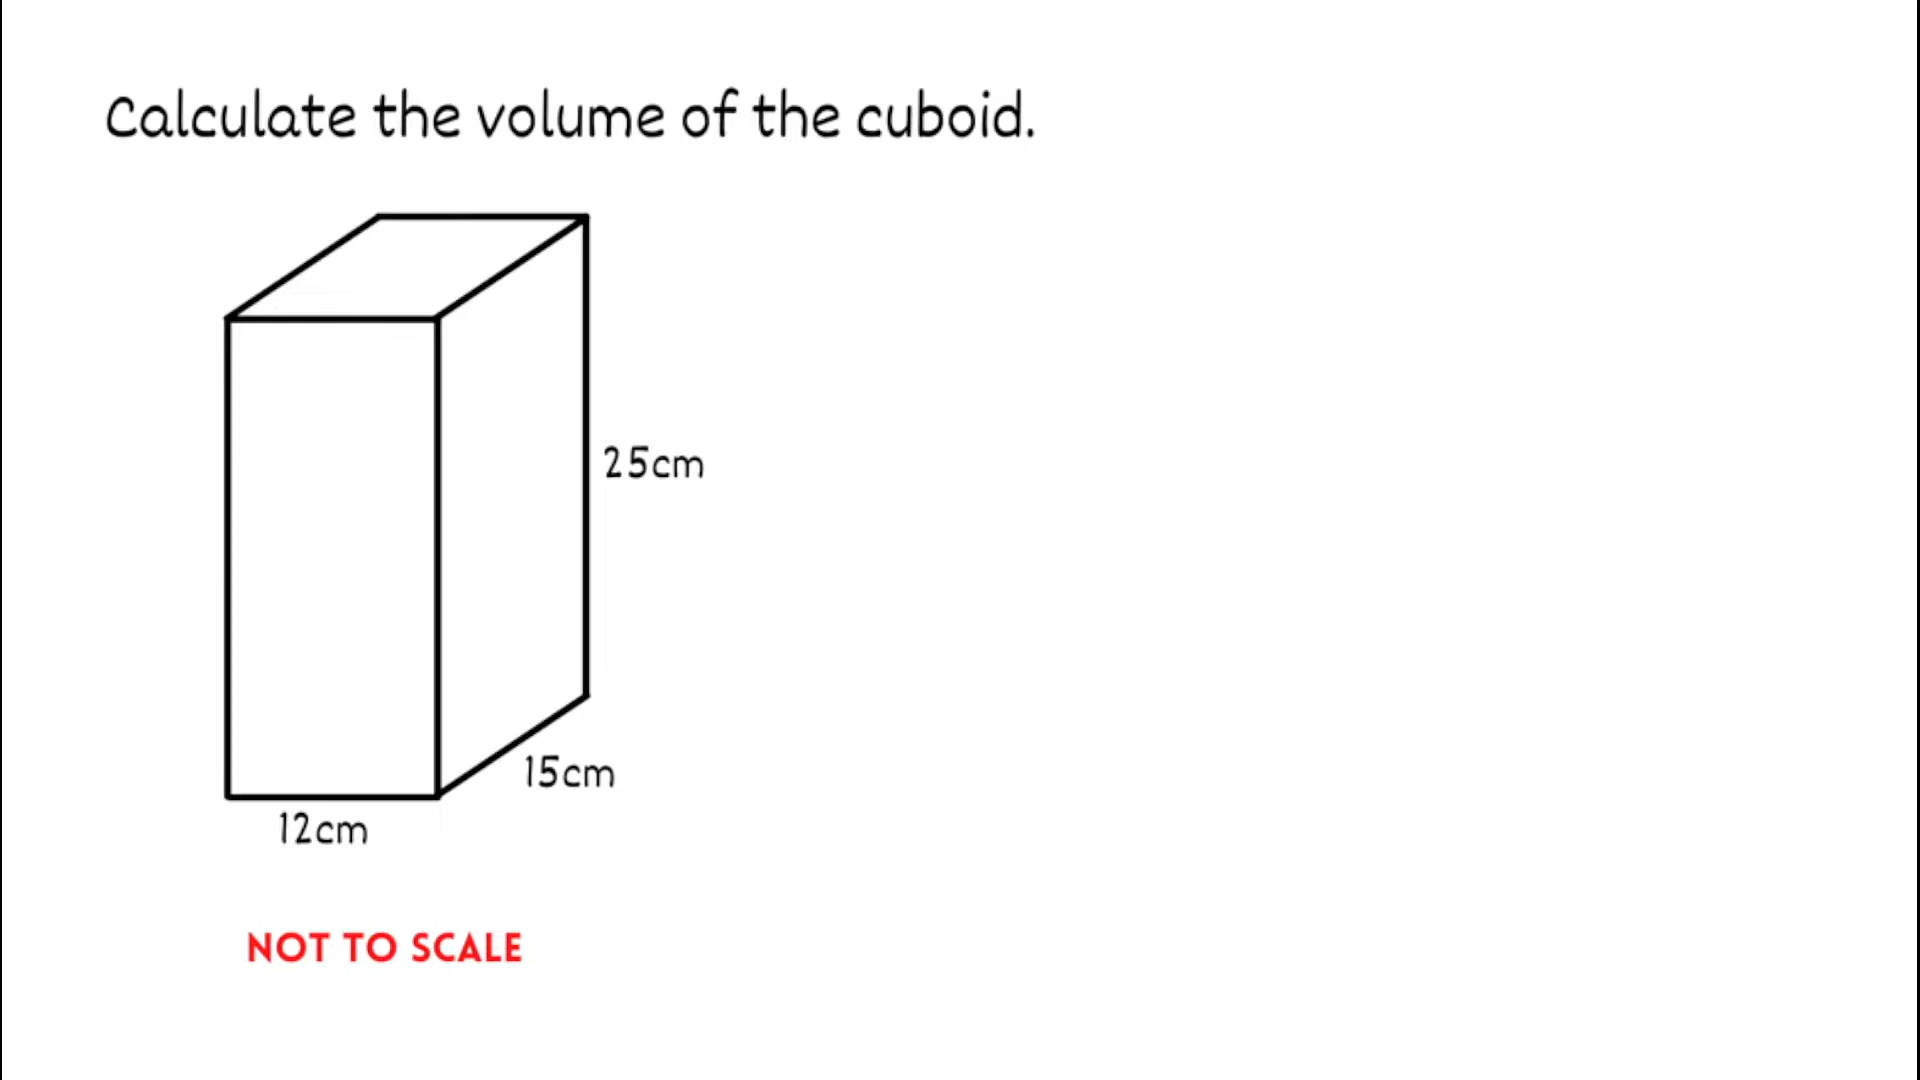 Calculate the volume of the cuboid.
25cm
15cm
12cm
NOT TO SCALE